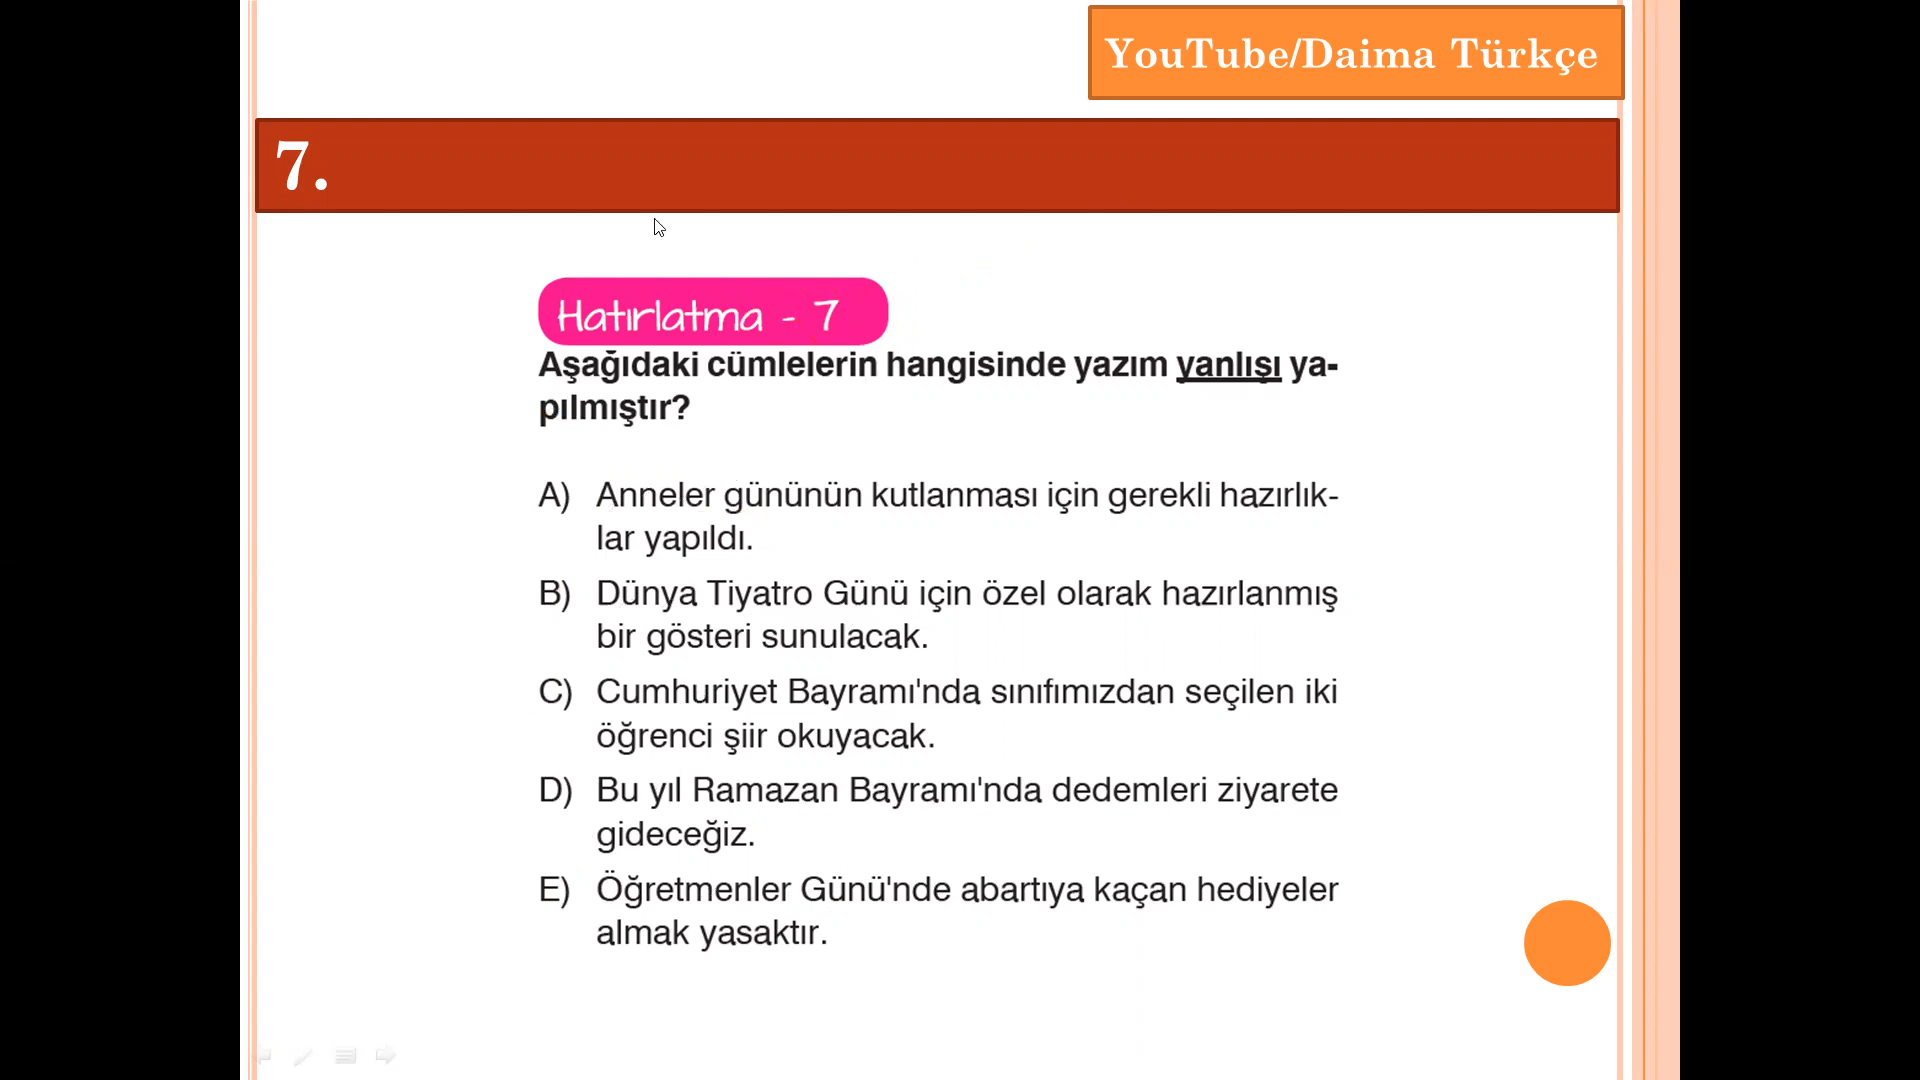 YouTube/Daima Türkçe
7.
Hatırlatma - 7
Aşağıdaki cümlelerin hangisinde yazım yanlışı ya-
pılmıştır?
A) Anneler gününün kutlanması için gerekli hazırlık-
lar yapıldı.
B) Dünya Tiyatro Günü için özel olarak hazırlanmış
bir gösteri sunulacak.
C) Cumhuriyet Bayramı'nda sınıfımızdan seçilen iki
öğrenci şiir okuyacak.
D) Bu yıl Ramazan Bayramı'nda dedemleri ziyarete
gideceğiz.
E) Öğretmenler Günü'nde abartıya kaçan hediyeler
almak yasaktır.